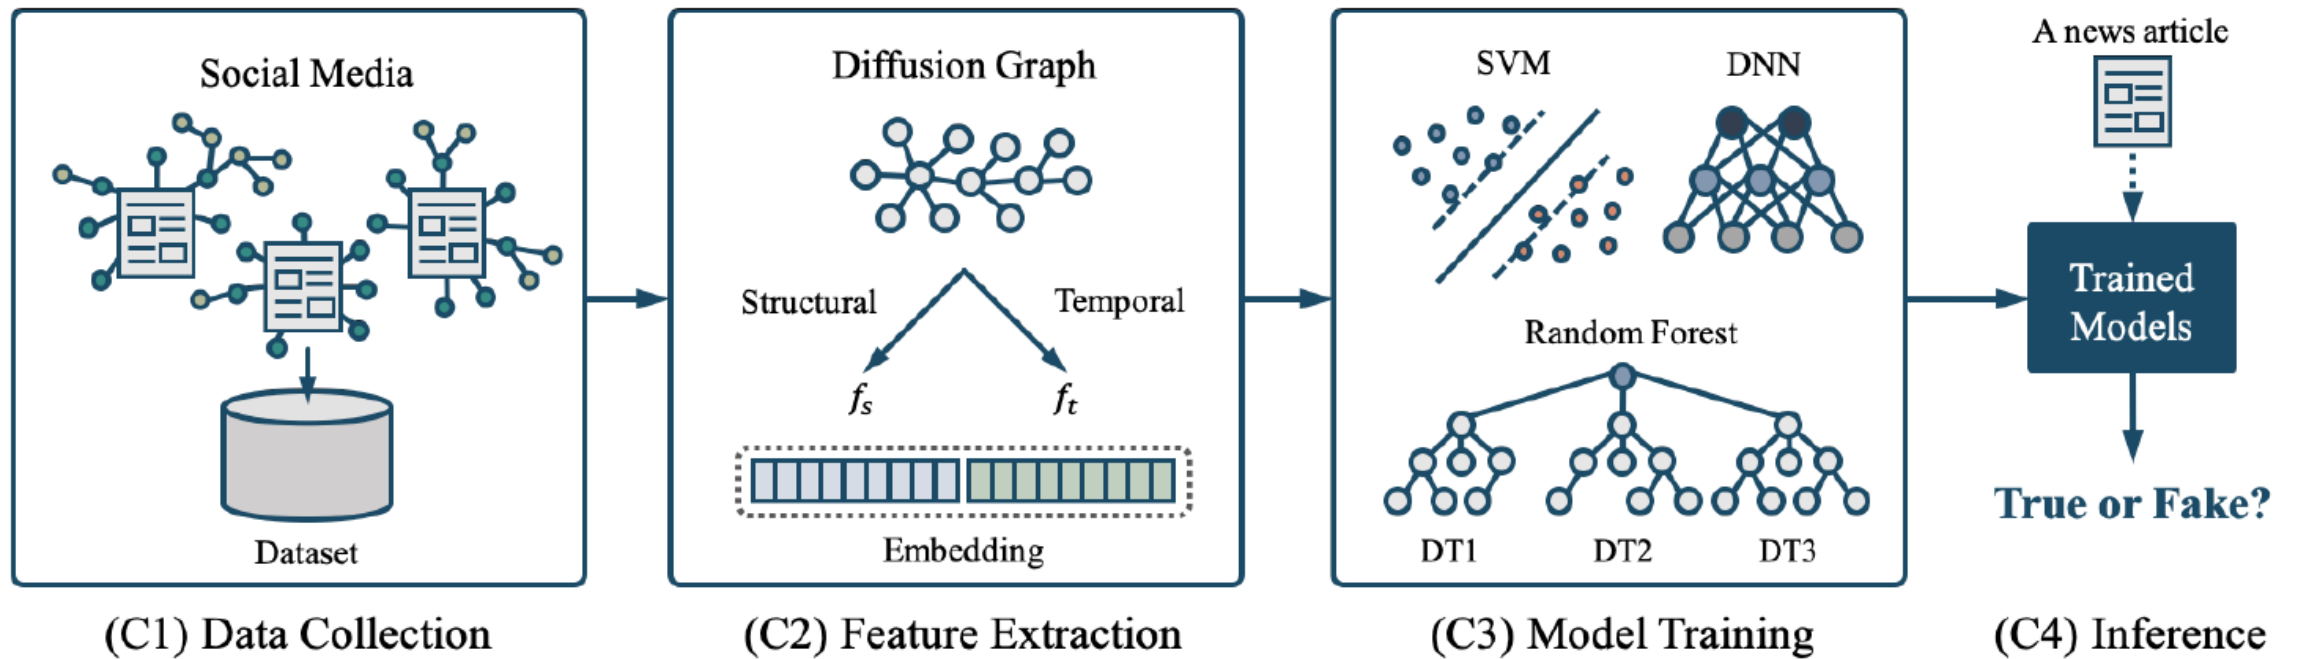 Social Media
Dataset
(C1) Data Collection
Diffusion Graph
Structural
Temporal
fs
ft
Embedding
(C2) Feature Extraction
SVM
DNN
Random Forest
DT1
DT2
DT3
(C3) Model Training
A news article
Trained
Models
True or Fake?
(C4) Inference